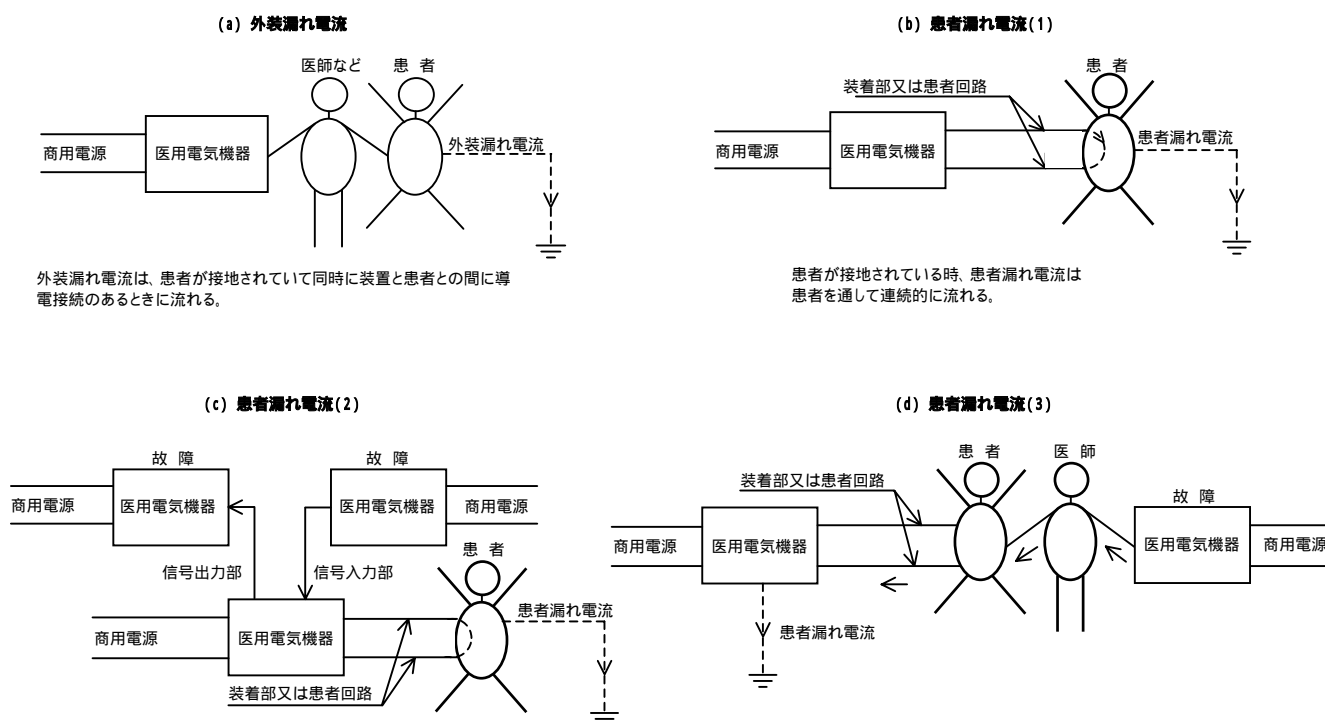 (a) 外装漏れ電流
医師など 患 者
商用電源 医用電気機器 外装漏れ電流
外装漏れ電流は、患者が接地されていて同時に装置と患者との間に導
電接続のあるときに流れる。
(b) 患者漏れ電流(1)
患 者
装着部又は患者回路
商用電源 医用電気機器 患者漏れ電流
患者が接地されている時、患者漏れ電流は
患者を通して連続的に流れる。
(c) 患者漏れ電流(2)
故 障 故 障
商用電源 医用電気機器 医用電気機器 商用電源
患 者
信号出力部 信号入力部
患者漏れ電流
商用電源 医用電気機器
装着部又は患者回路
(d) 患者漏れ電流(3)
患 者 医 師
装着部又は患者回路
故 障
商用電源 医用電気機器 医用電気機器 商用電源
患者漏れ電流